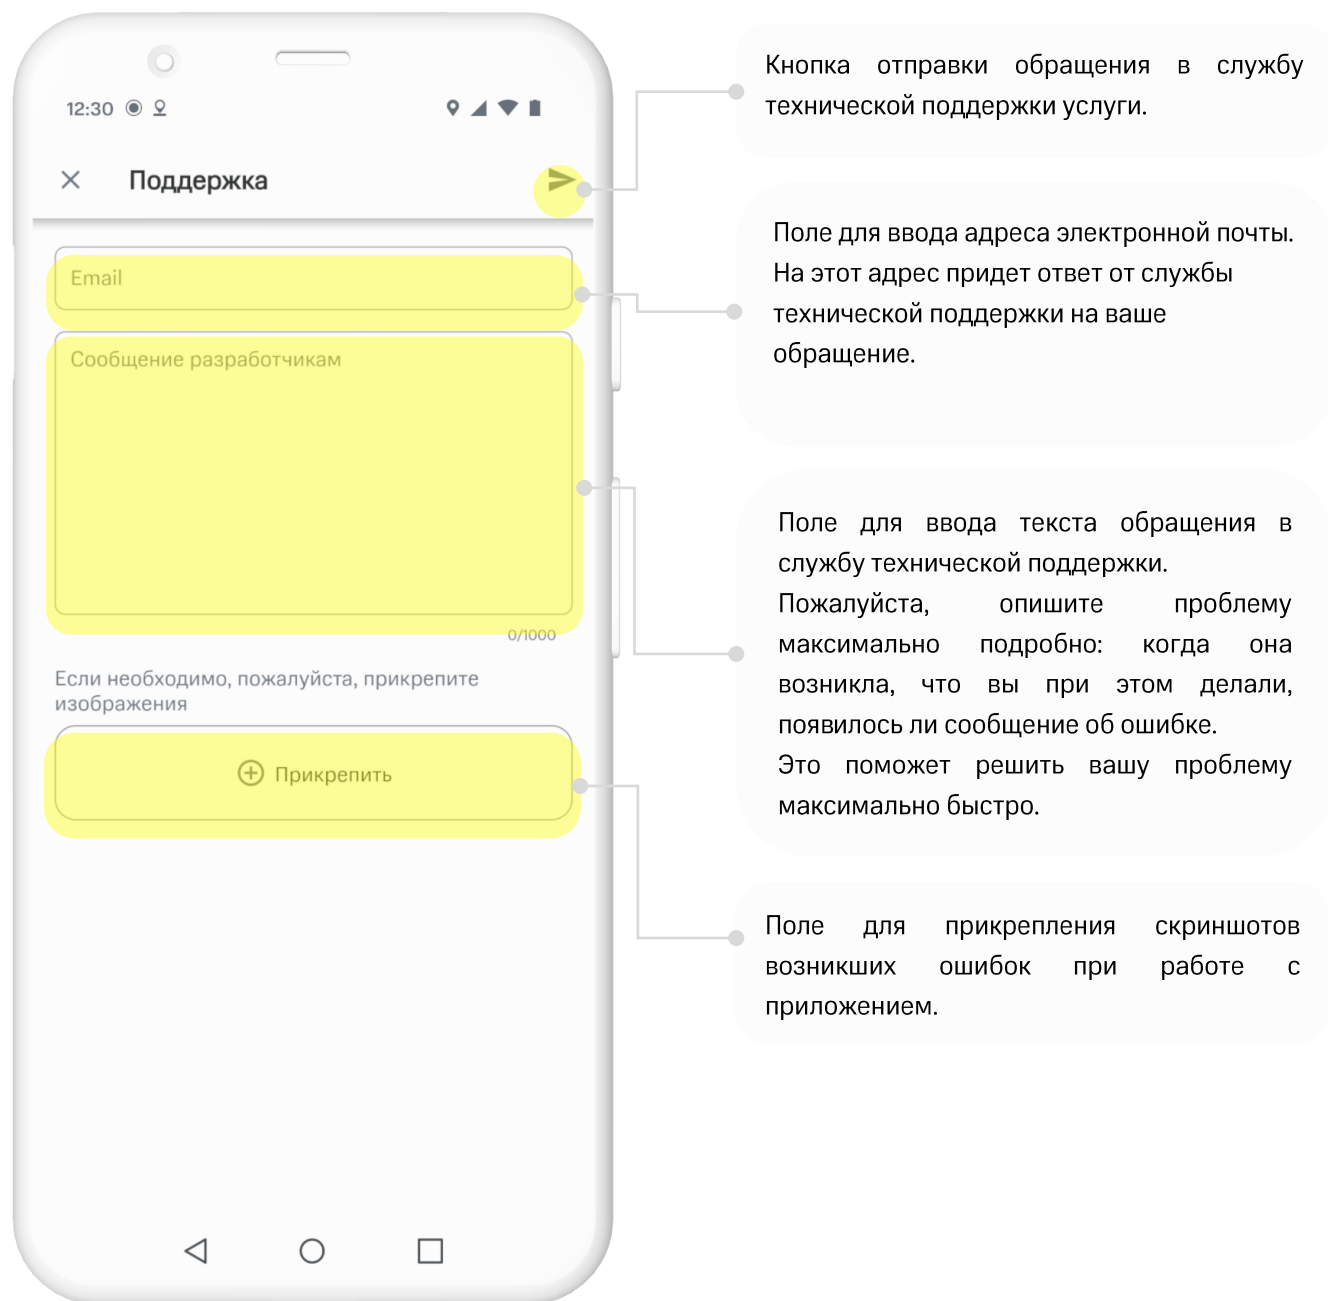 12:30
Поддержка
Email
Сообщение разработчикам
0/1000
Если необходимо, пожалуйста, прикрепите
изображения
Прикрепить
Кнопка отправки обращения в службу
технической поддержки услуги.
Поле для ввода адреса электронной почты.
На этот адрес придет ответ от службы
технической поддержки на ваше
обращение.
Поле для ввода текста обращения в
службу технической поддержки.
Пожалуйста, опишите проблему
максимально подробно: когда она
возникла, что вы при этом делали,
появилось ли сообщение об ошибке.
Это поможет решить вашу проблему
максимально быстро.
Поле для прикрепления скриншотов
возникших ошибок при работе с
приложением.